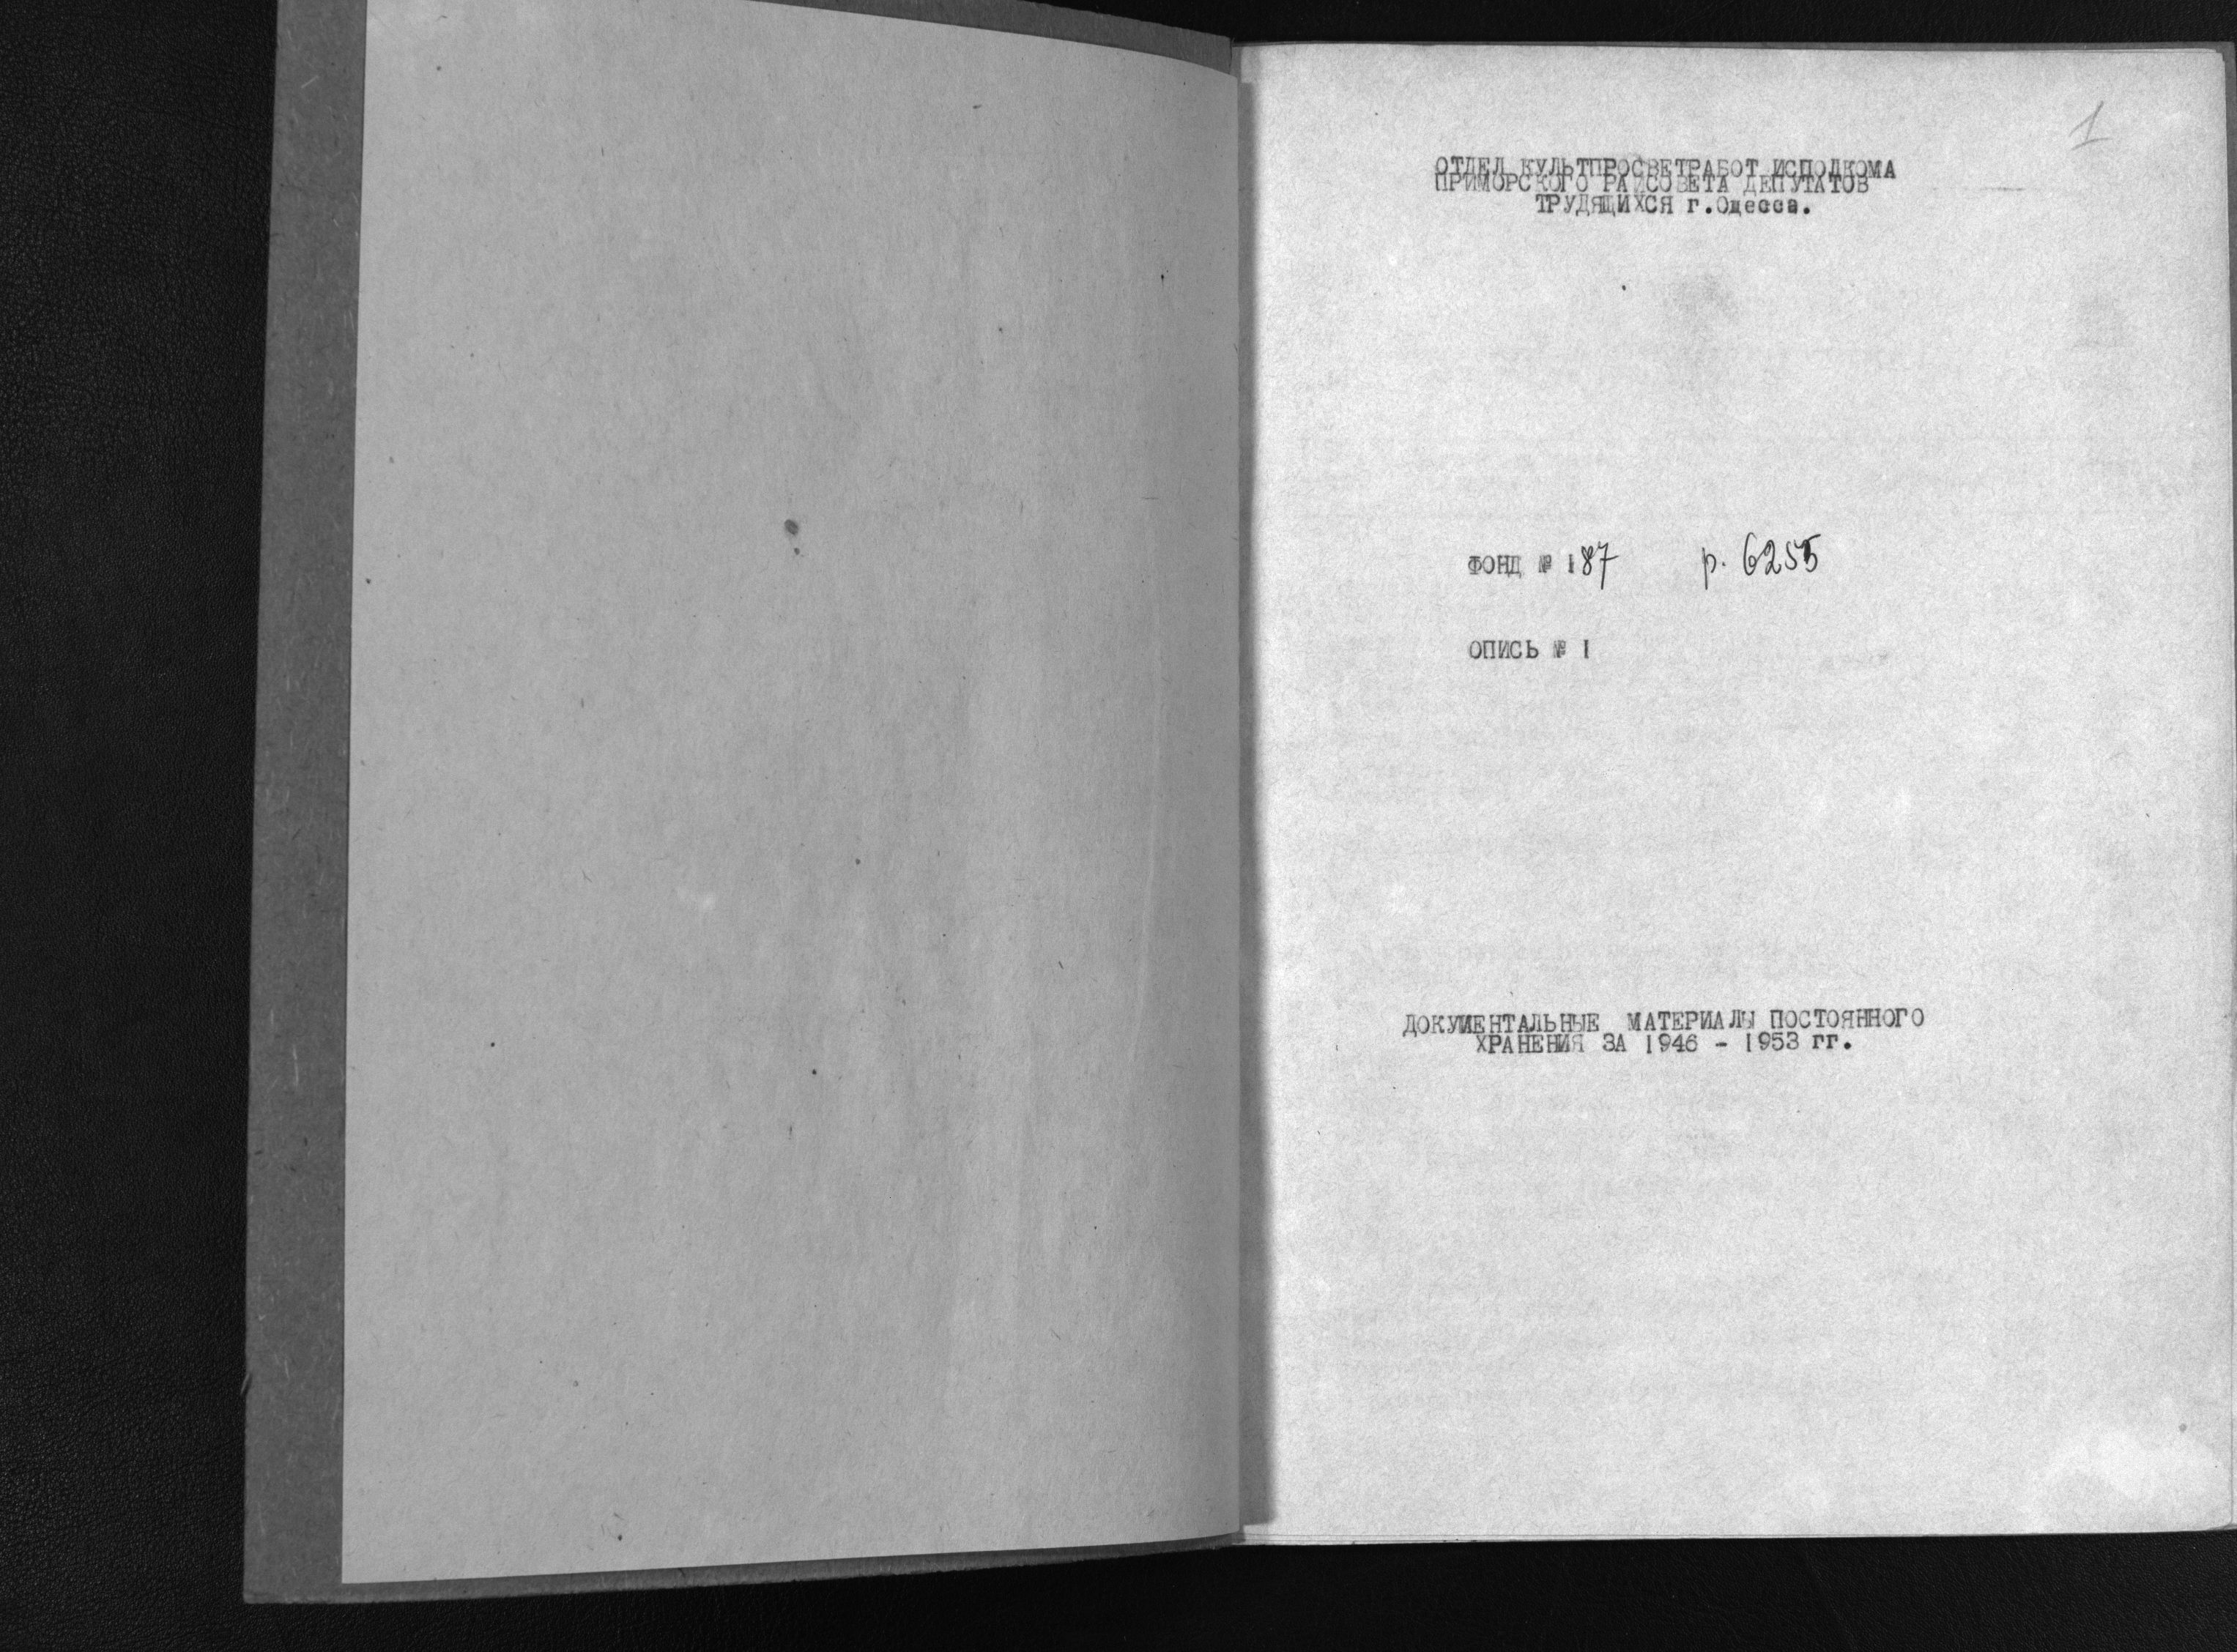 1
ОТДЕЛ КУЛЬТПРОСВЕТРАБОТ ИСПОЛКОМА
ПРИМОРСКОГО РАЙСОВЕТА ДЕПУТАТОВ
ТРУДЯЩИХСЯ г.Одесса.
ФОНД № 187 р. 6255
ОПИСЬ № 1
ДОКУМЕНТАЛЬНЫЕ МАТЕРИАЛЫ ПОСТОЯННОГО
ХРАНЕНИЯ ЗА 1946 - 1953 гг.